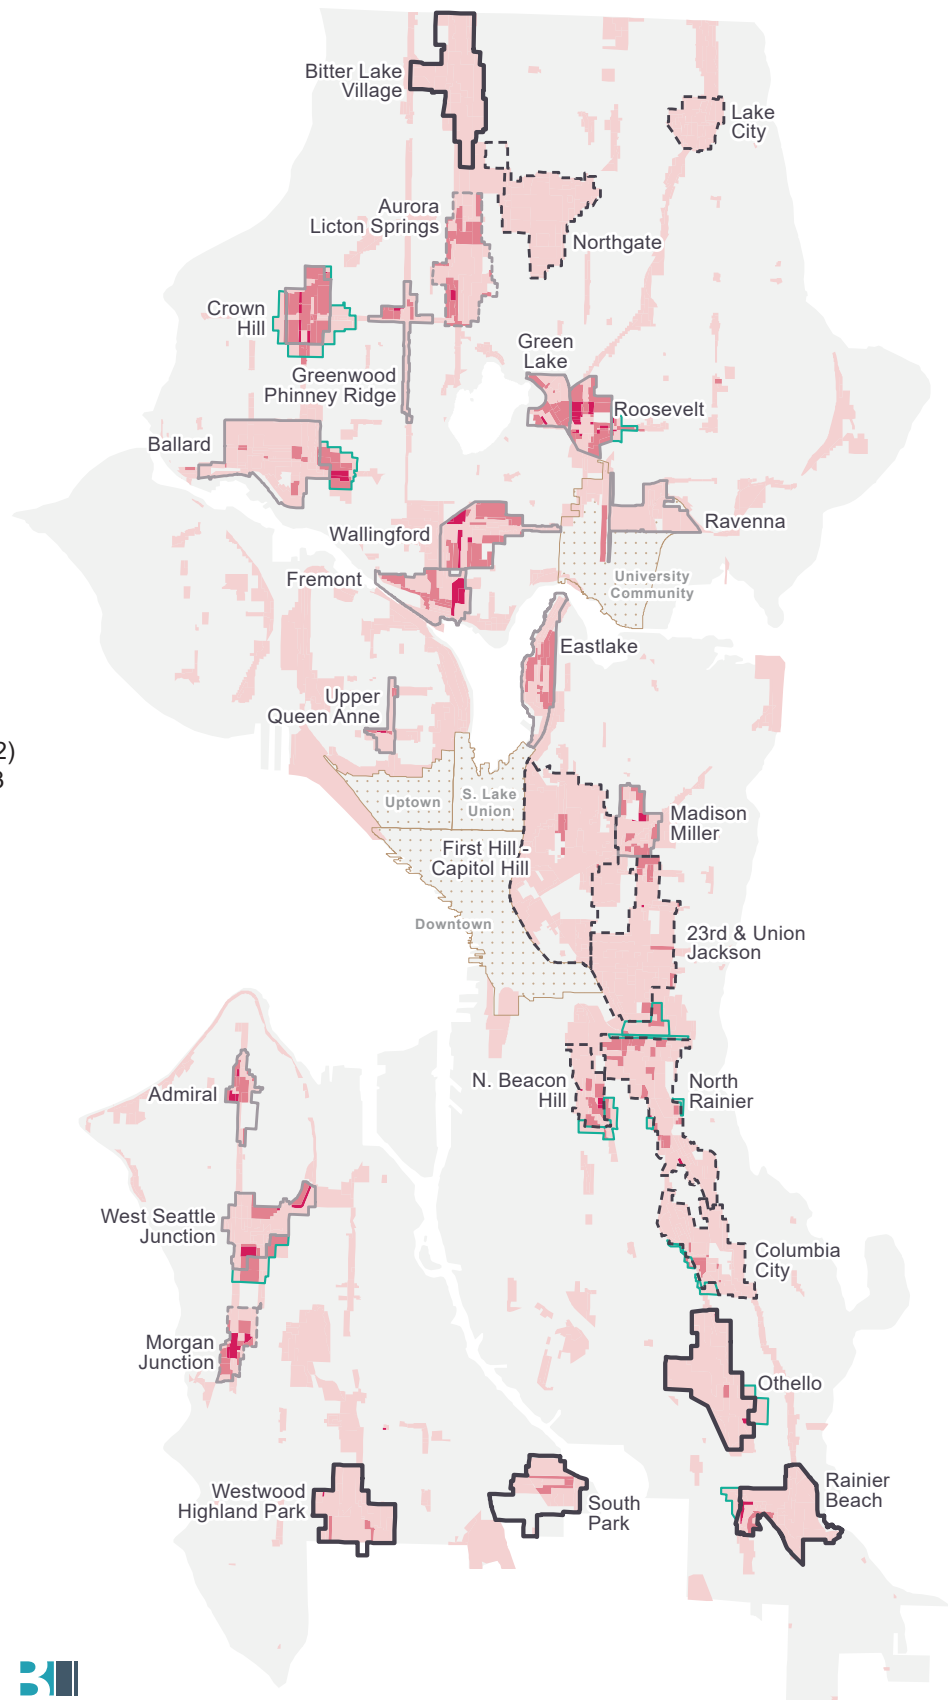 Bitter Lake
Village
Lake
City
Aurora
Licton Springs
Northgate
Crown
Hill
Green
Lake
Greenwood
Phinney Ridge
Roosevelt
Ballard
Ravenna
Wallingford
Fremont
University
Community
Eastlake
Upper
Queen Anne
2)
3
S. Lake
Union
Uptown
Madison
Miller
First Hill -
Capitol Hill
Downtown
23rd & Union
Jackson
N. Beacon
Hill
North
Rainier
Admiral
West Seattle
Junction
Columbia
City
Morgan
Junction
Othello
Westwood
Highland Park
South
Park
Rainier
Beach